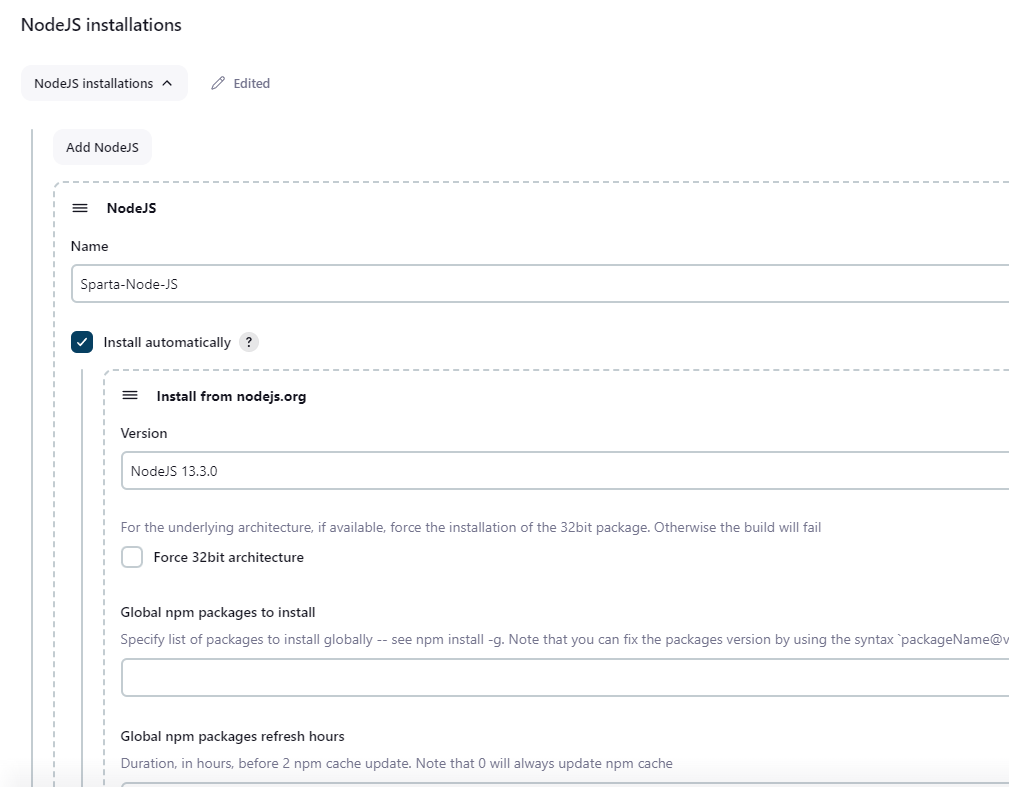 NodeJS installations
NodeJS installations
Edited
Add NodeJS
NodeJS
Name
Sparta-Node-JS
Install automatically ?
Install from nodejs.org
Version
NodeJS 13.3.0
For the underlying architecture, if available, force the installation of the 32bit package. Otherwise the build will fail
Force 32bit architecture
Global npm packages to install
Specify list of packages to install globally -- see npm install -g. Note that you can fix the packages version by using the syntax `packageName@v
Global npm packages refresh hours
Duration, in hours, before 2 npm cache update. Note that 0 will always update npm cache